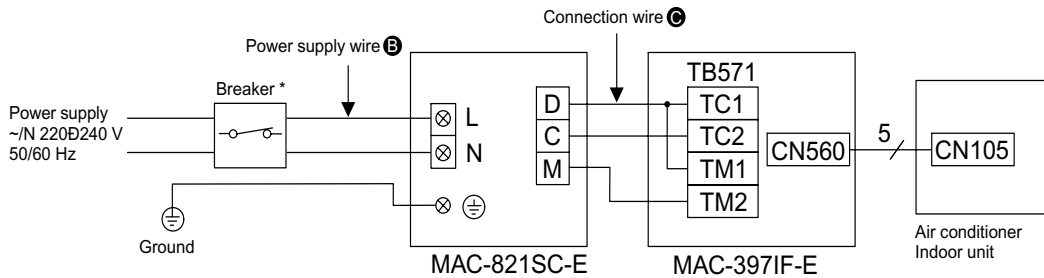 Connection wire C
Power supply wire B
Breaker *
Power supply
~/N 220Ð240 V
50/60 Hz
L
N
D
C
M
TB571
TC1
TC2
TM1
TM2
CN560
5
CN105
Ground
MAC-821SC-E
MAC-397IF-E
Air conditioner
Indoor unit